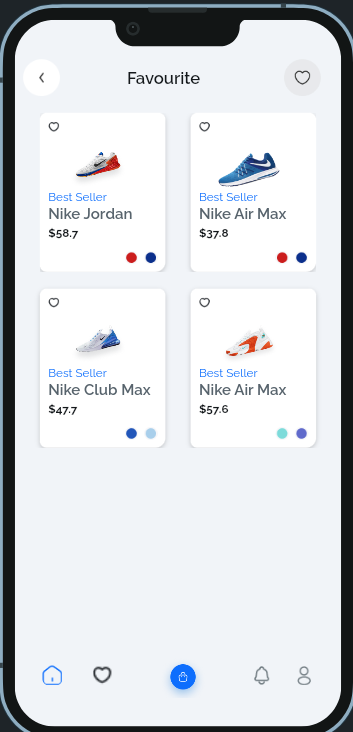 Favourite
Best Seller
Nike Jordan
$58.7
Best Seller
Nike Air Max
$37.8
Best Seller
Nike Club Max
$47.7
Best Seller
Nike Air Max
$57.6